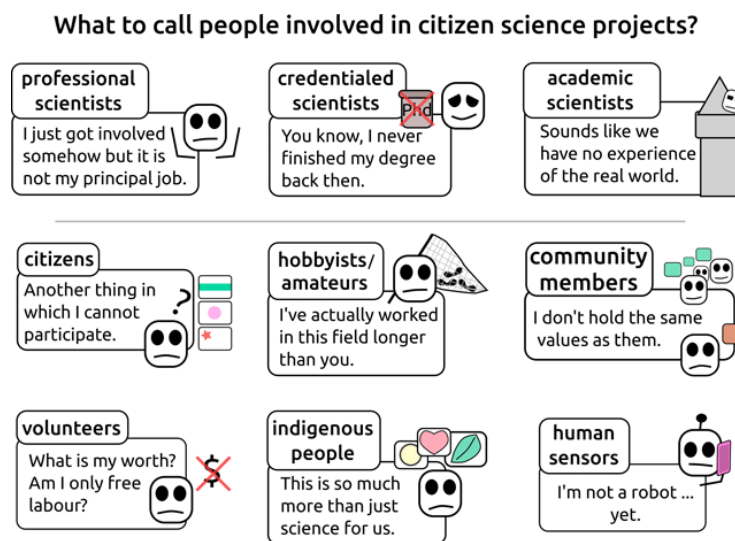 What to call people involved in citizen science projects?
professional
scientists
I just got involved
somehow but it is
not my principal job.
credentialed
scientists
Phd
You know, I never
finished my degree
back then.
academic
scientists
Sounds like we
have no experience
of the real world.
citizens
Another thing in
which I cannot
participate.
?
hobbyists/
amateurs
I've actually worked
in this field longer
than you.
community
members
I don't hold the same
values as them.
volunteers
What is my worth?
Am I only free
labour?
$
indigenous
people
This is so much
more than just
science for us.
human
sensors
I'm not a robot ...
yet.